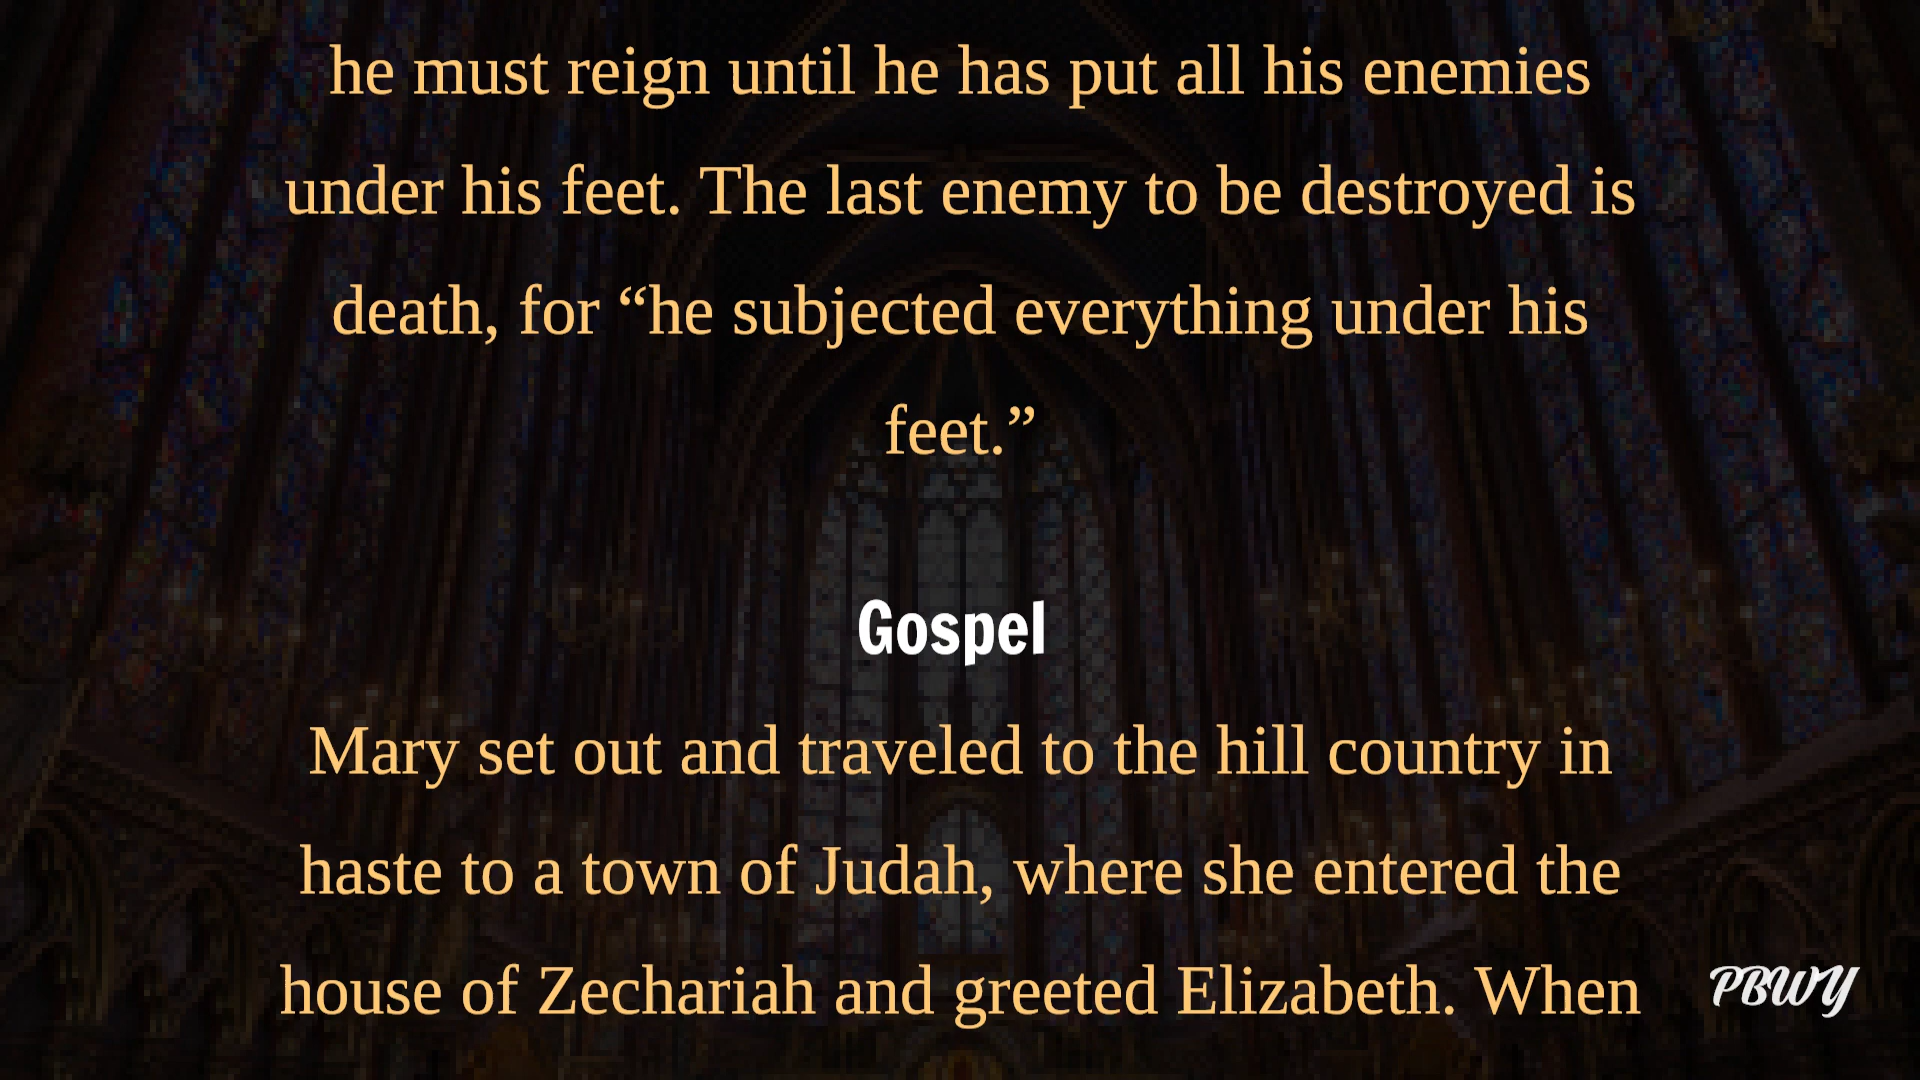 he must reign until he has put all his enemies
under his feet. The last enemy to be destroyed is
death, for “he subjected everything under his
feet.”
Gospel
Mary set out and traveled to the hill country in
haste to a town of Judah, where she entered the
house of Zechariah and greeted Elizabeth. When
PBWY